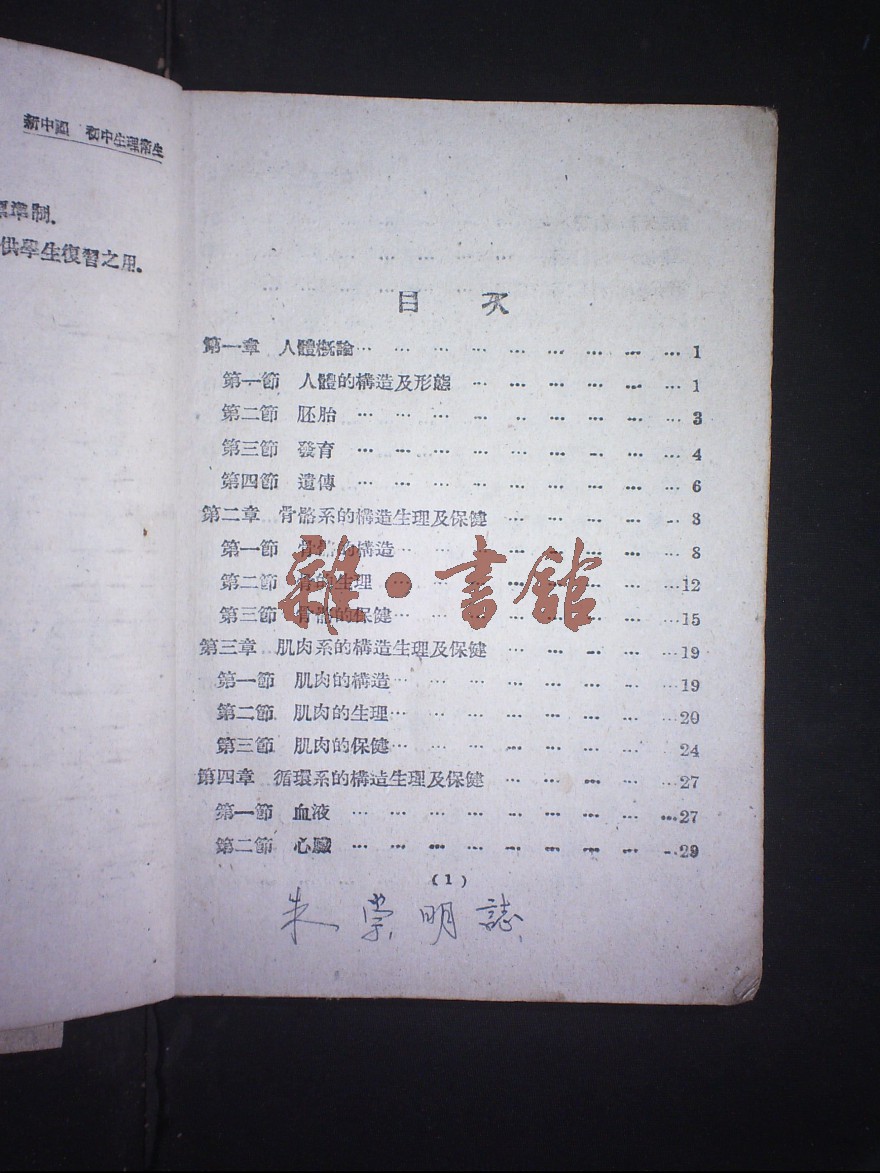 新中國 初中生理衞生
準制.
供學生復習之用.
目 次
第一章 人體概論… … … … … … … … … 1
第一節 人體的構造及形態 … … … … … … 1
第二節 胚胎 … … … … … … … … … 3
第三節 發育 … … … … … … … … … 4
第四節 遺傳 … … … … … … … … … 6
第二章 骨骼系的構造生理及保健 … … … … … 8
第一節 骨骼的構造 … … … … … … … 8
第二節 骨的生理 … … … … … … … … 12
第三節 骨骼的保健 … … … … … … … … 15
第三章 肌肉系的構造生理及保健 … … … … …19
第一節 肌肉的構造… … … … … … … …19
第二節 肌肉的生理… … … … … … … …20
第三節 肌肉的保健… … … … … … … …24
第四章 循環系的構造生理及保健 … … … … …27
第一節 血液 … … … … … … … … …27
第二節 心臟 … … … … … … … … …29
雜·書館
(1)
朱崇明誌